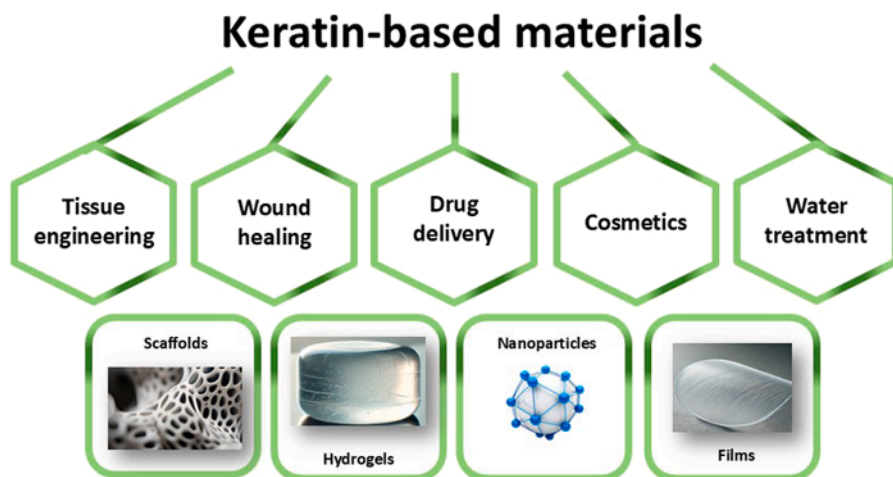 Keratin-based materials
Tissue
engineering
Wound
healing
Drug
delivery
Cosmetics
Water
treatment
Scaffolds
Hydrogels
Nanoparticles
Films